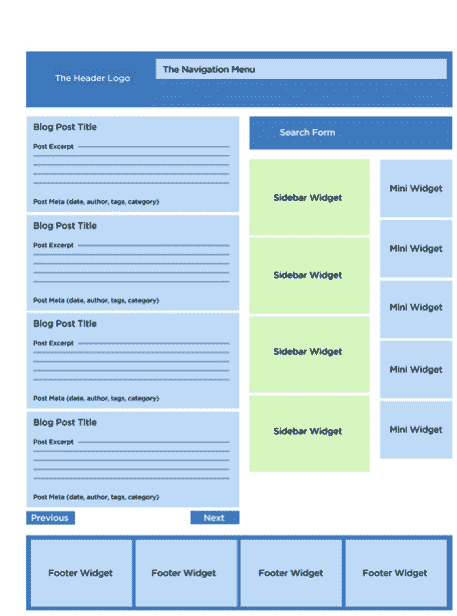 The Header Logo
The Navigation Menu
Blog Post Title
Post Excerpt
Post Meta (date, author, tags, category)
Blog Post Title
Post Excerpt
Post Meta (date, author, tags, category)
Blog Post Title
Post Excerpt
Post Meta (date, author, tags, category)
Blog Post Title
Post Excerpt
Post Meta (date, author, tags, category)
Previous
Next
Search Form
Sidebar Widget
Sidebar Widget
Sidebar Widget
Sidebar Widget
Mini Widget
Mini Widget
Mini Widget
Mini Widget
Mini Widget
Footer Widget
Footer Widget
Footer Widget
Footer Widget